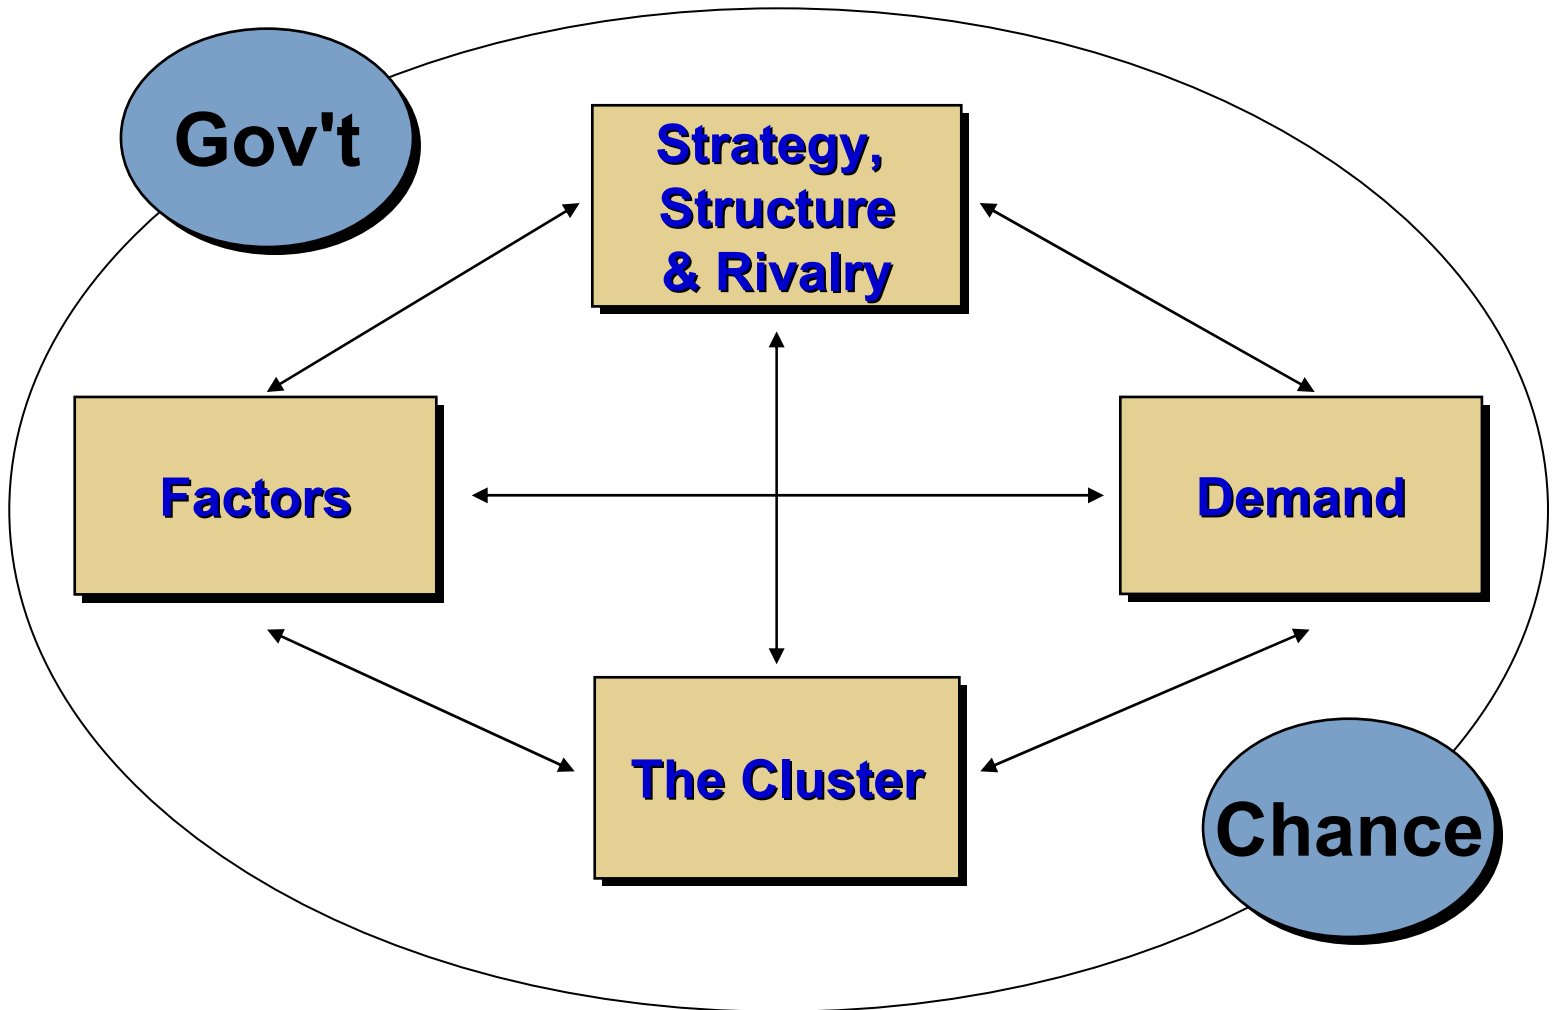 Gov't
Strategy,
Structure
& Rivalry
Factors
Demand
The Cluster
Chance